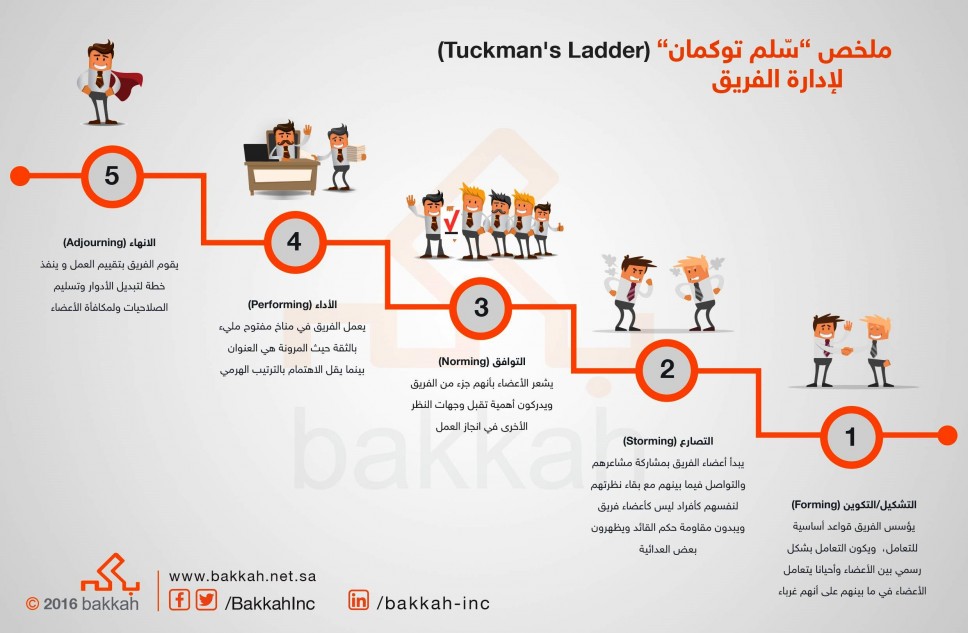 ملخص “سّلم توكمان“ (Tuckman's Ladder)
لإدارة الفريق
1
التشكيل/التكوين (Forming)
يؤسس الفريق قواعد أساسية
للتعامل، ويكون التعامل بشكل
رسمي بين الأعضاء وأحيانا يتعامل
الأعضاء في ما بينهم على أنهم غرباء
2
التصارع (Storming)
يبدأ أعضاء الفريق بمشاركة مشاعرهم
والتواصل فيما بينهم مع بقاء نظرتهم
لنفسهم كأفراد ليس كأعضاء فريق
ويبدون مقاومة حكم القائد ويظهرون
بعض العدائية
3
التوافق (Norming)
يشعر الأعضاء بأنهم جزء من الفريق
ويدركون أهمية تقبل وجهات النظر
الأخرى في انجاز العمل
4
الأداء (Performing)
يعمل الفريق في مناخ مفتوح مليء
بالثقة حيث المرونة هي العنوان
بينما يقل الاهتمام بالترتيب الهرمي
5
الانهاء (Adjourning)
يقوم الفريق بتقييم العمل و ينفذ
خطة لتبديل الأدوار وتسليم
الصلاحيات ولمكافأة الأعضاء
bakkah
بكه
© 2016 bakkah
www.bakkah.net.sa
/BakkahInc
/bakkah-inc